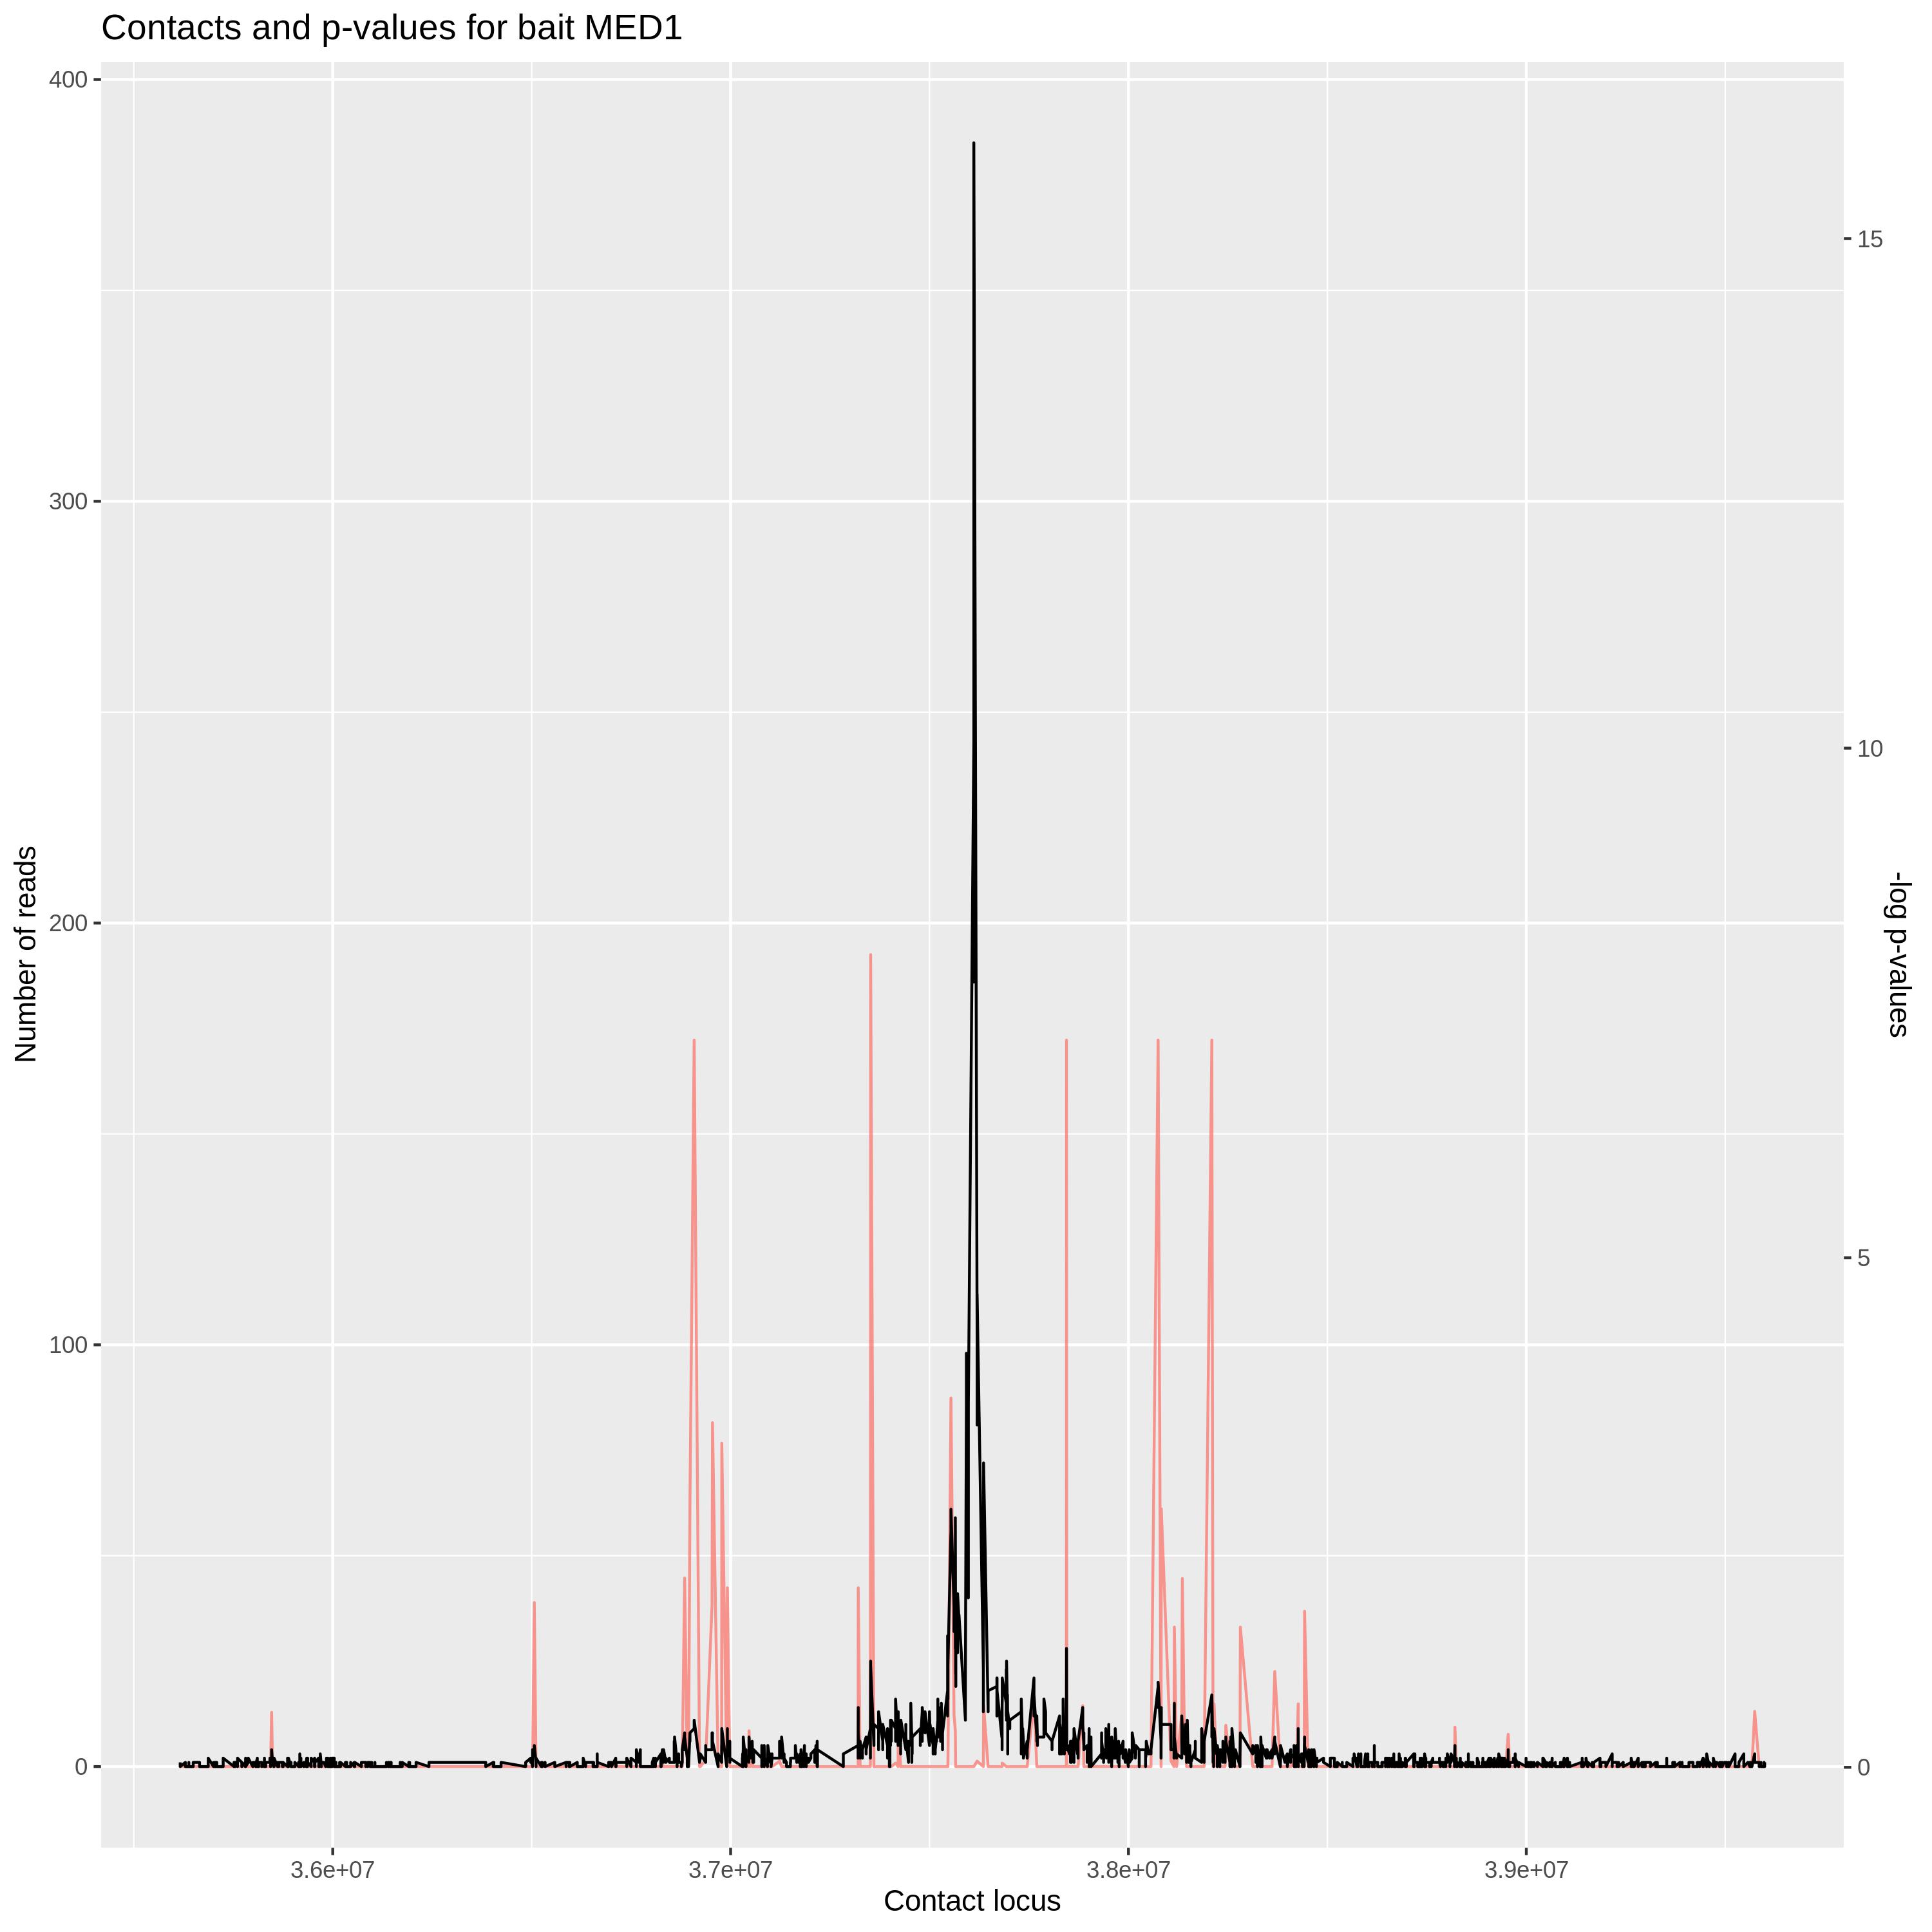 Contacts and p-values for bait MED1
400
300
200
100
0
Number of reads
15
10
5
0
-log p-values
3.6e+07
3.7e+07
3.8e+07
3.9e+07
Contact locus